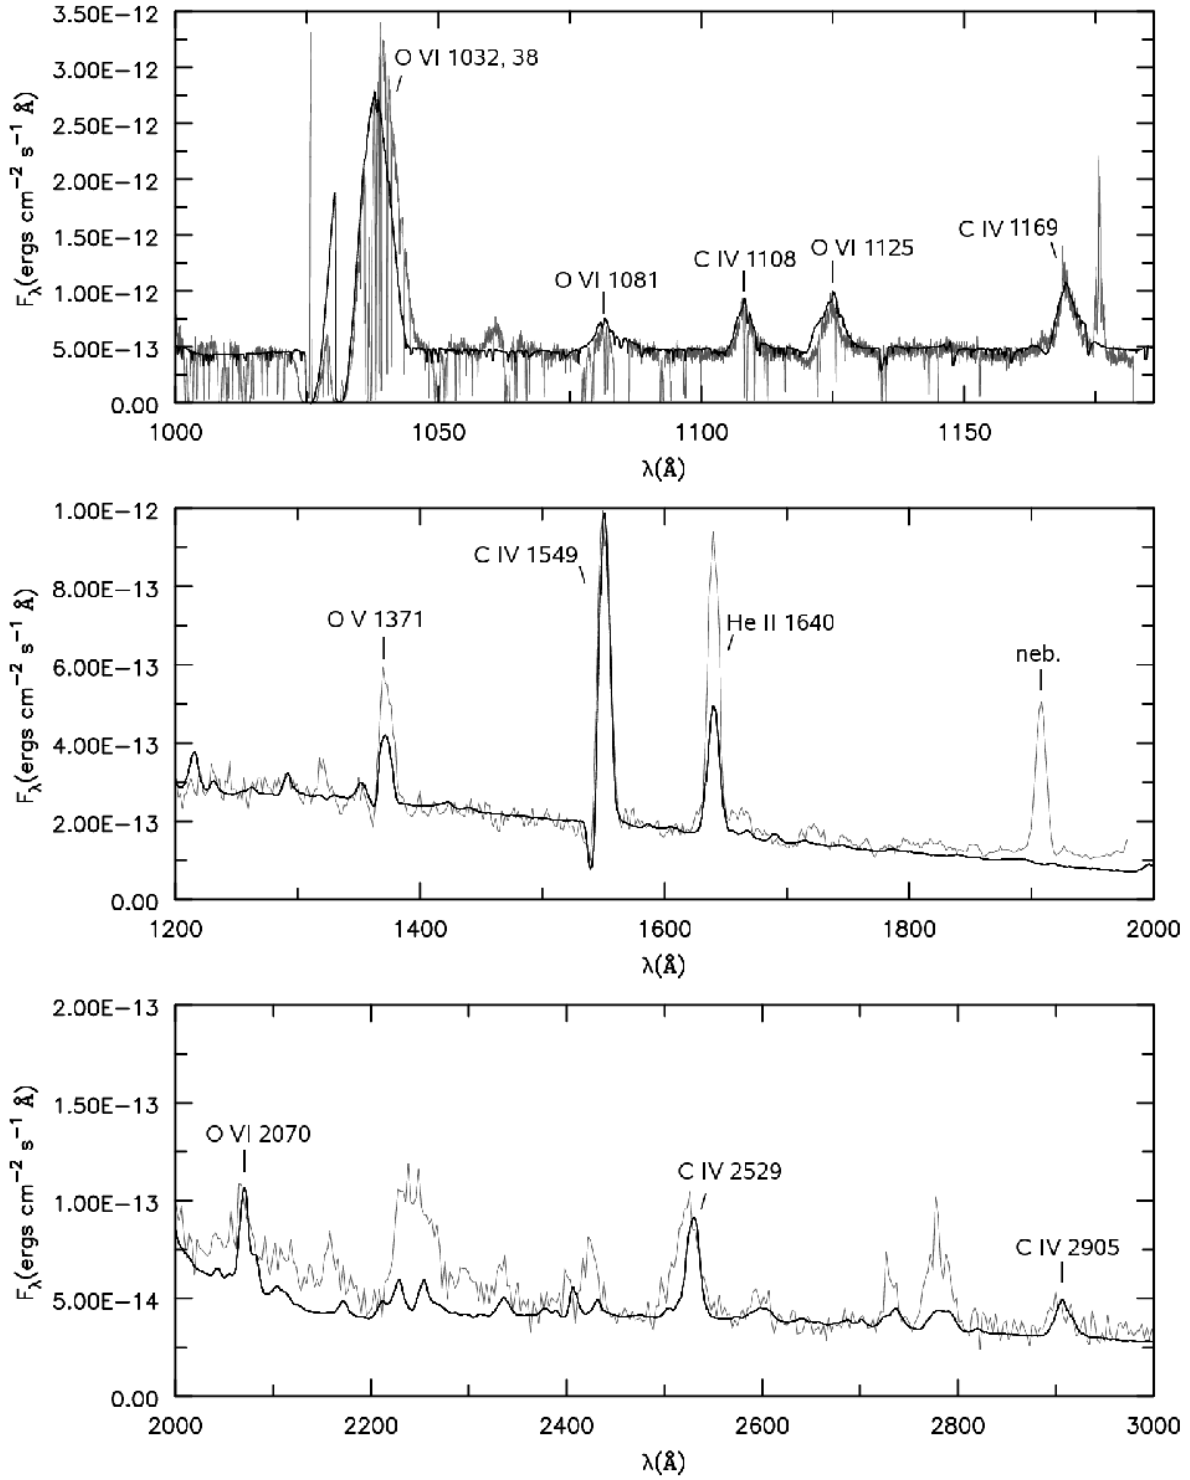 3.50E−12
3.00E−12
2.50E−12
2.00E−12
1.50E−12
1.00E−12
5.00E−13
0.00
Fλ(ergs cm−2 s−1 Å)
O VI 1032, 38
O VI 1081
C IV 1108
O VI 1125
C IV 1169
1000 1050 1100 1150
λ(Å)
1.00E−12
8.00E−13
6.00E−13
4.00E−13
2.00E−13
0.00
Fλ(ergs cm−2 s−1 Å)
C IV 1549
O V 1371
He II 1640
neb.
1200 1400 1600 1800 2000
λ(Å)
2.00E−13
1.50E−13
1.00E−13
5.00E−14
0.00
Fλ(ergs cm−2 s−1 Å)
O VI 2070
C IV 2529
C IV 2905
2000 2200 2400 2600 2800 3000
λ(Å)